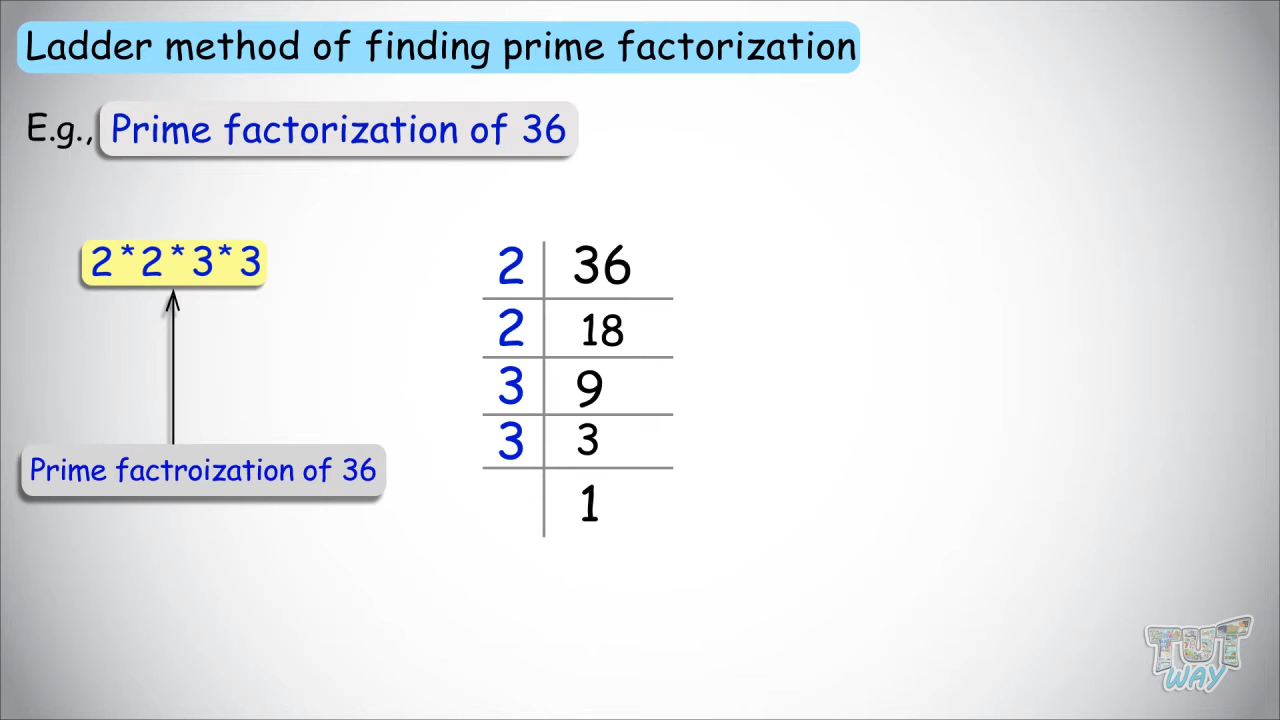 Ladder method of finding prime factorization
E.g., Prime factorization of 36
2*2*3*3
2 36
2 18
3 9
3 3
1
Prime factroization of 36
TUT
WAY